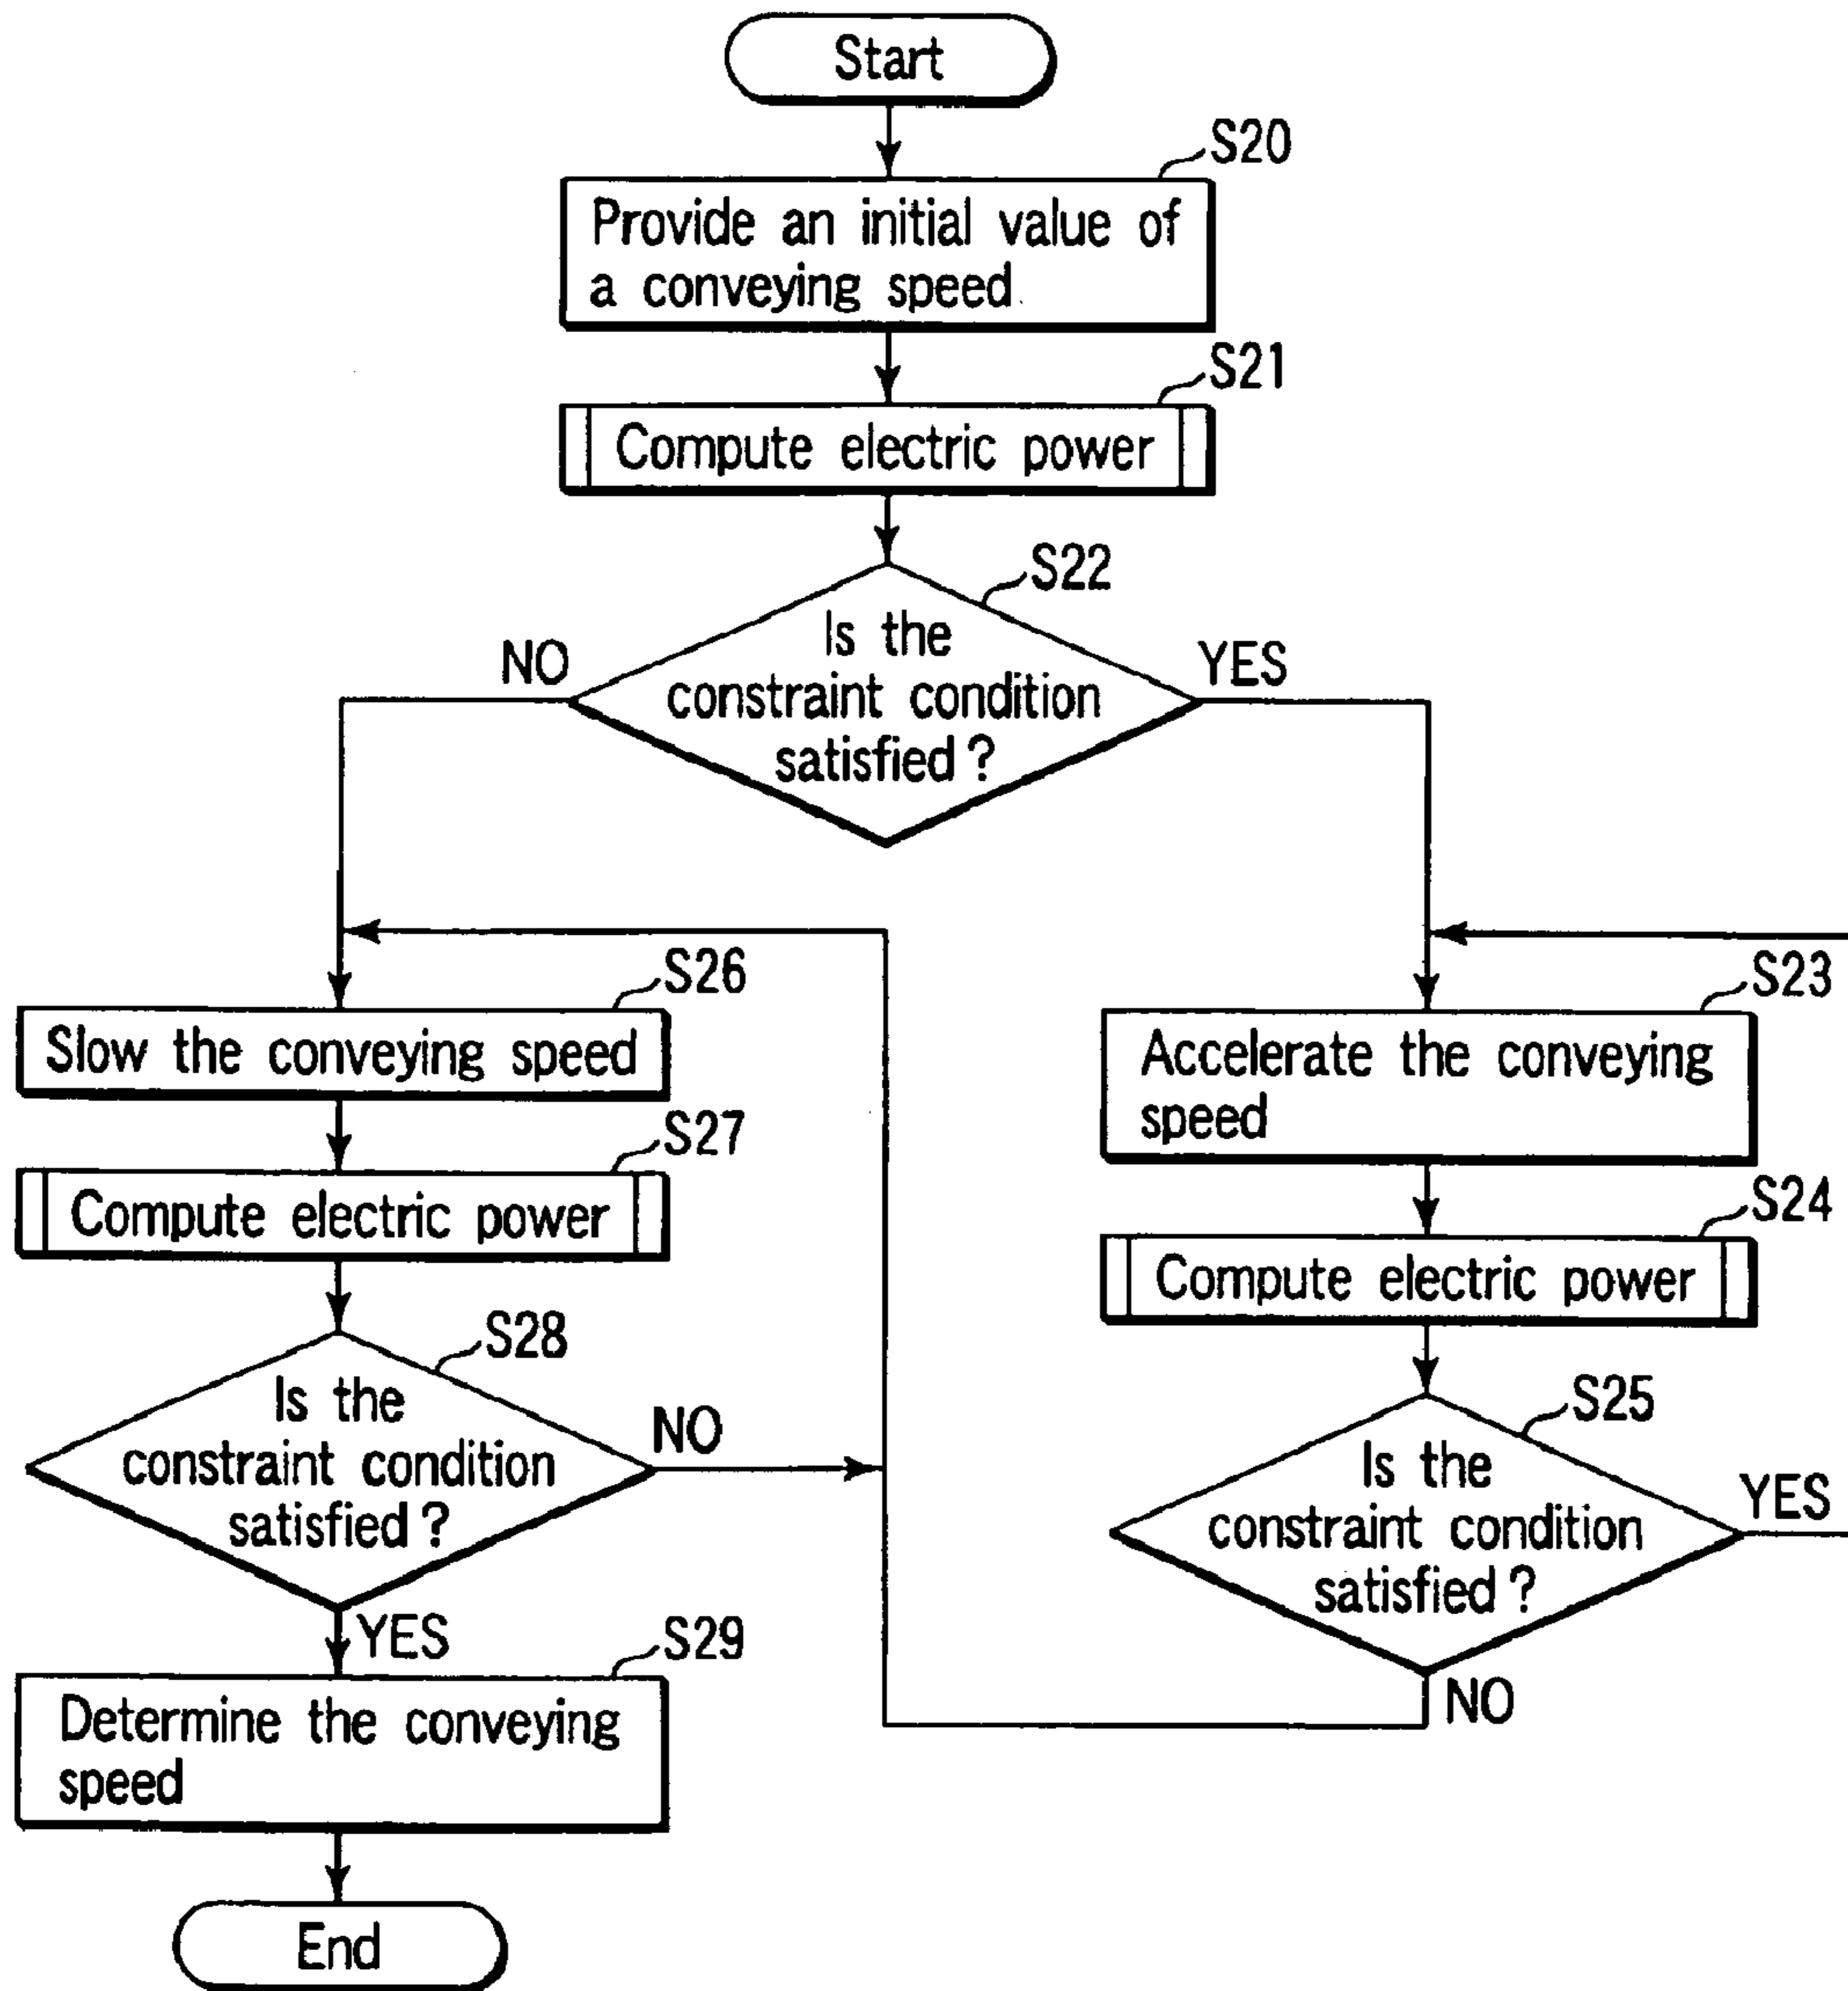 Start
S20
Provide an initial value of
a conveying speed
S21
Compute electric power
S22
Is the
constraint condition
satisfied?
NO
YES
S26
Slow the conveying speed
S27
Compute electric power
S28
Is the
constraint condition
satisfied?
NO
YES
S29
Determine the conveying
speed
End
S23
Accelerate the conveying
speed
S24
Compute electric power
S25
Is the
constraint condition
satisfied?
YES
NO